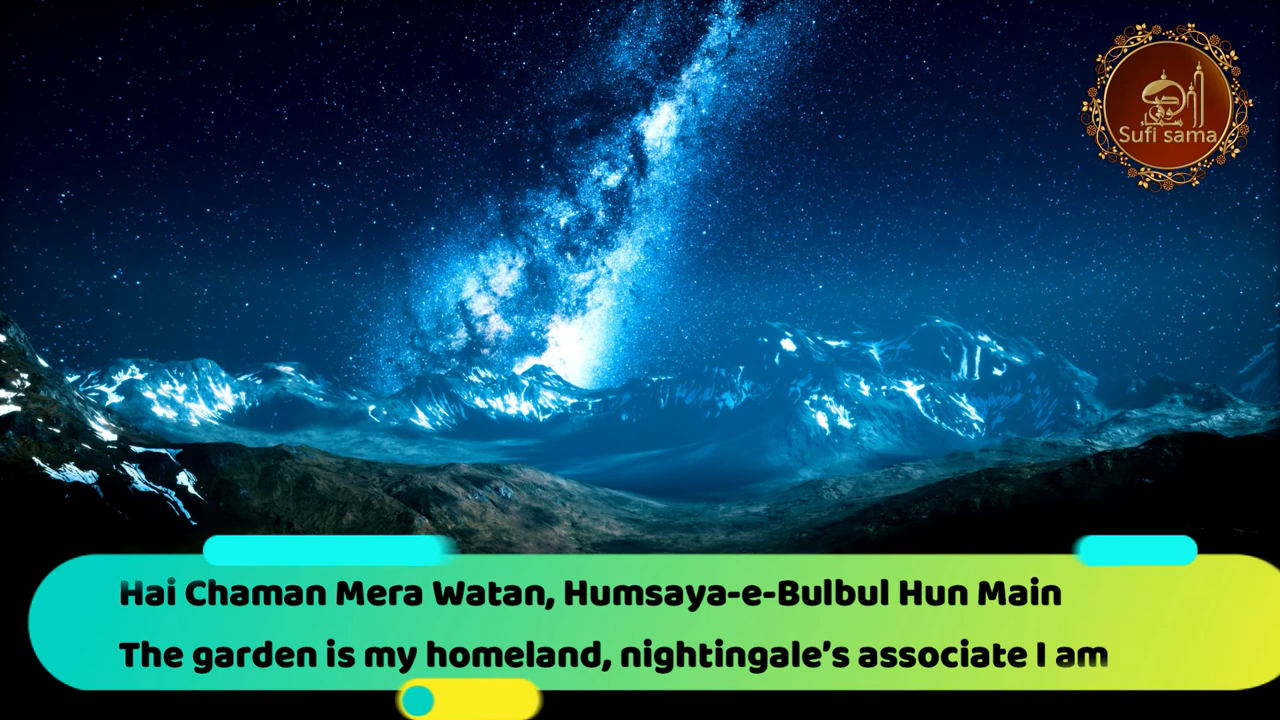 Sufi sama
Hai Chaman Mera Watan, Humsaya-e-Bulbul Hun Main
The garden is my homeland, nightingale’s associate I am